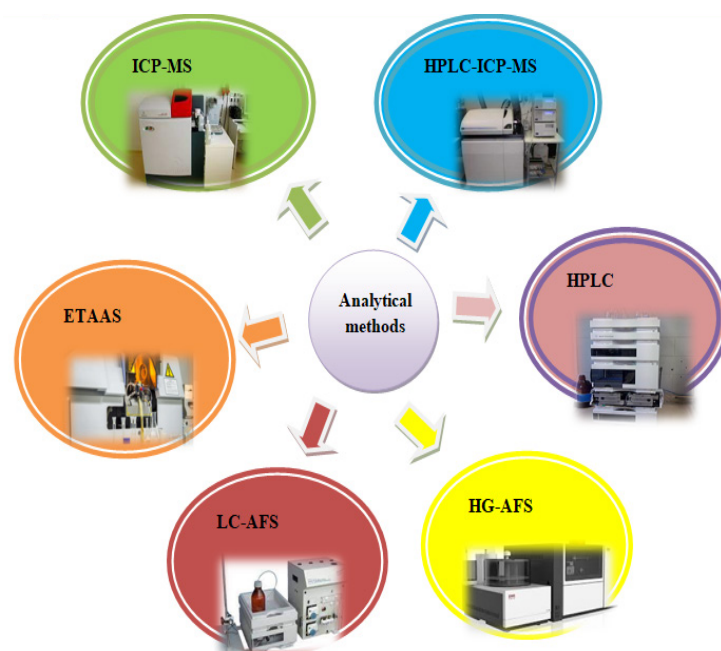 ICP-MS
HPLC-ICP-MS
HPLC
Analytical
methods
ETAAS
LC-AFS
HG-AFS